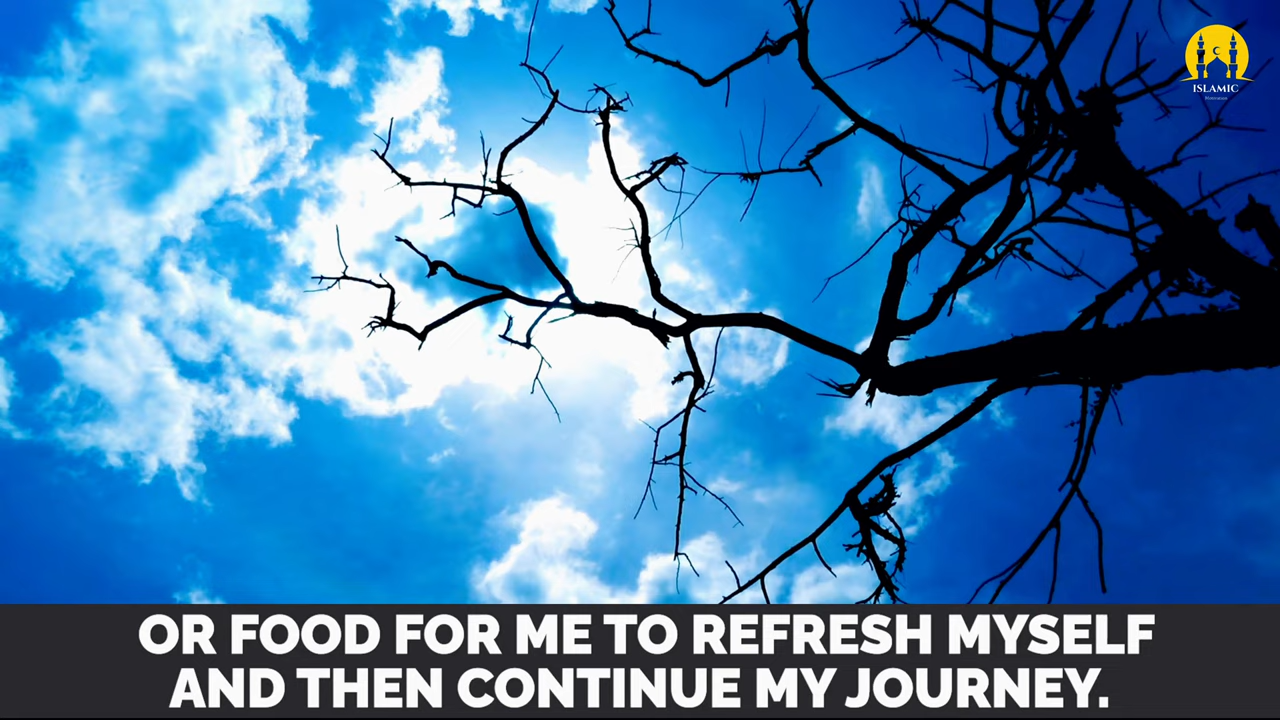 ISLAMIC
OR FOOD FOR ME TO REFRESH MYSELF
AND THEN CONTINUE MY JOURNEY.